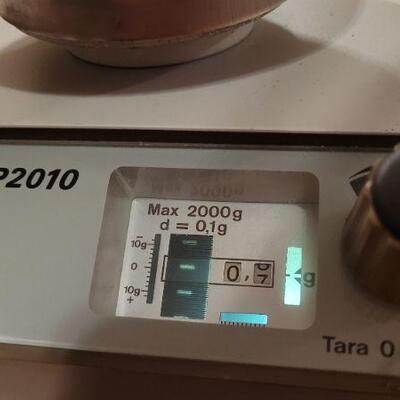 P2010
Max 2000g
d = 0,1g
− 10g
0
0,
g
10g
+
Tara 0